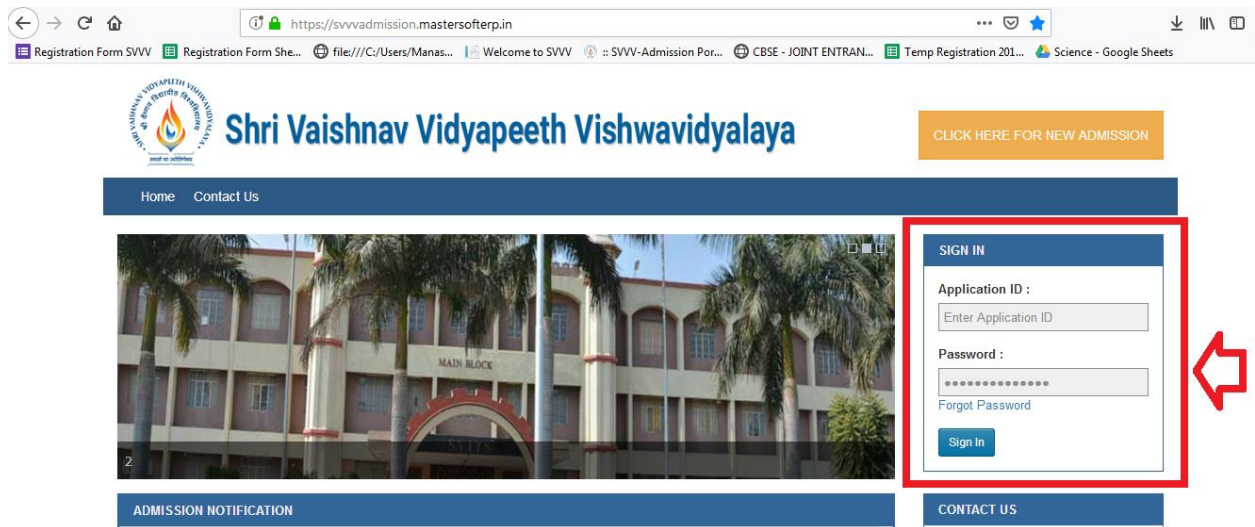 https://svvvadmission.mastersofterp.in
Registration Form SVVV Registration Form She... file:///C:/Users/Manas... Welcome to SVVV :: SVVV-Admission Por... CBSE - JOINT ENTRAN... Temp Registration 201... Science - Google Sheets
Shri Vaishnav Vidyapeeth Vishwavidyalaya
CLICK HERE FOR NEW ADMISSION
Home Contact Us
MAIN BLOCK
SVITS
2
SIGN IN
Application ID :
Enter Application ID
Password :
Forgot Password
Sign In
ADMISSION NOTIFICATION
CONTACT US